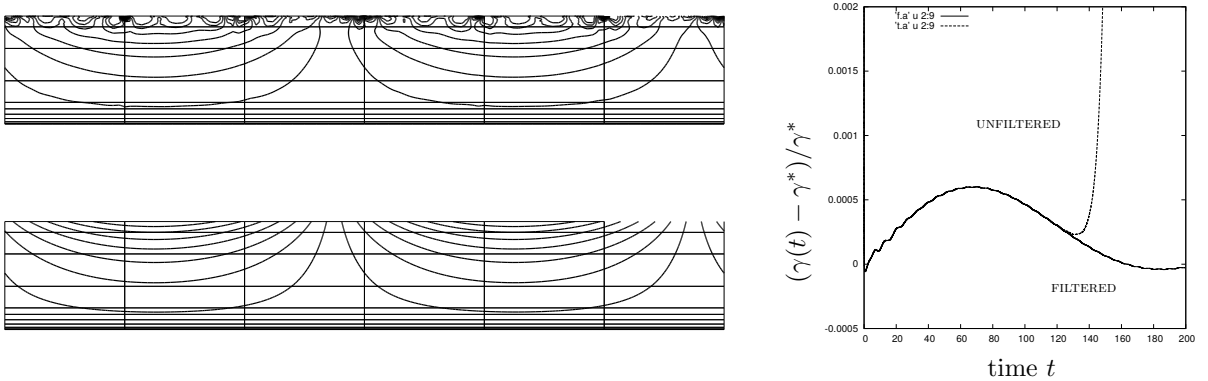 'f.a' u 2:9
't.a' u 2:9
0.002
0.0015
0.001
0.0005
0
-0.0005
UNFILTERED
FILTERED
(γ(t) − γ*)/γ*
0 20 40 60 80 100 120 140 160 180 200
time t